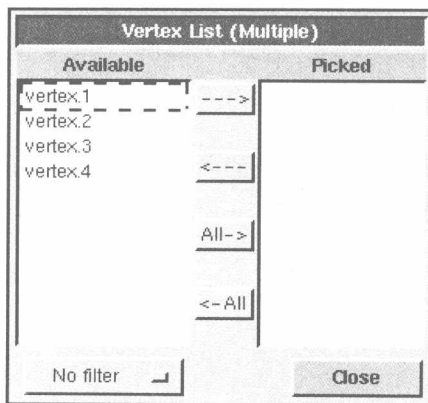 Vertex List (Multiple)
Available
Picked
vertex.1
vertex.2
vertex.3
vertex.4
--->
<---
All->
<-All
No filter
Close